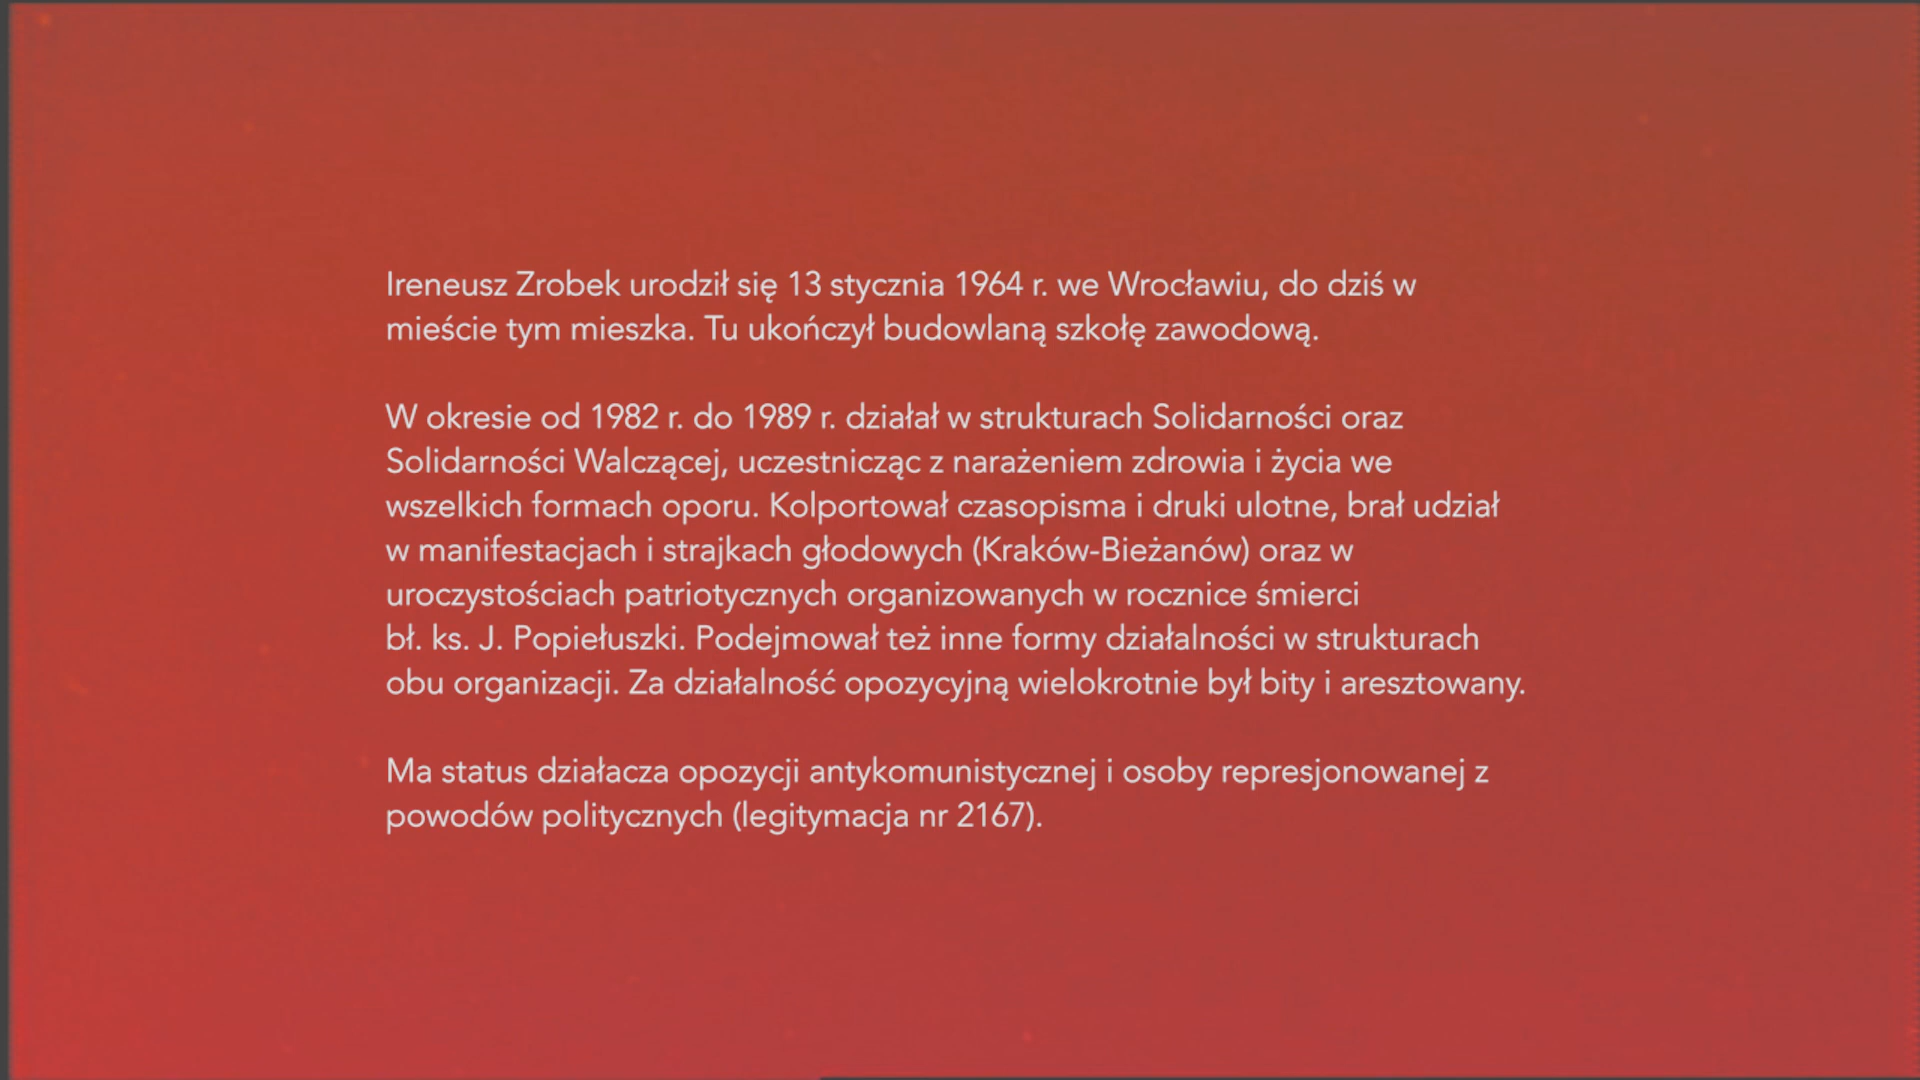 Ireneusz Zrobek urodził się 13 stycznia 1964 r. we Wrocławiu, do dziś w
mieście tym mieszka. Tu ukończył budowlaną szkołę zawodową.
W okresie od 1982 r. do 1989 r. działał w strukturach Solidarności oraz
Solidarności Walczącej, uczestnicząc z narażeniem zdrowia i życia we
wszelkich formach oporu. Kolportował czasopisma i druki ulotne, brał udział
w manifestacjach i strajkach głodowych (Kraków-Bieżanów) oraz w
uroczystościach patriotycznych organizowanych w rocznice śmierci
bł. ks. J. Popiełuszki. Podejmował też inne formy działalności w strukturach
obu organizacji. Za działalność opozycyjną wielokrotnie był bity i aresztowany.
Ma status działacza opozycji antykomunistycznej i osoby represjonowanej z
powodów politycznych (legitymacja nr 2167).